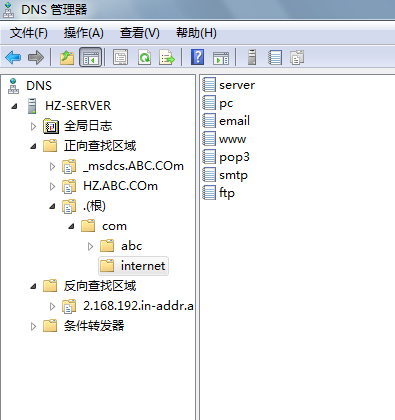 DNS 管理器
文件(F) 操作(A) 查看(V) 帮助(H)
DNS
HZ-SERVER
全局日志
正向查找区域
_msdcs.ABC.COm
HZ.ABC.COm
.(根)
com
abc
internet
反向查找区域
2.168.192.in-addr.a
条件转发器
server
pc
email
www
pop3
smtp
ftp